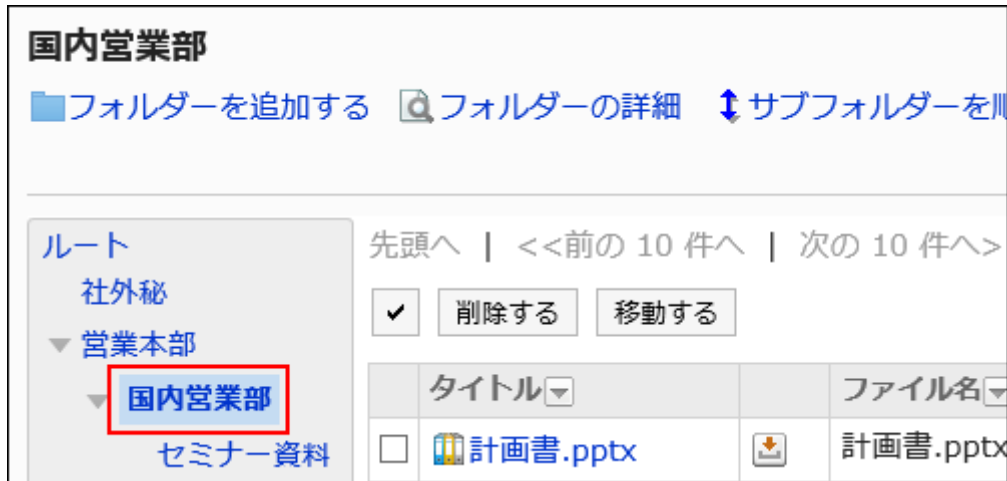 国内営業部
フォルダーを追加する フォルダーの詳細 サブフォルダーを
ルート
社外秘
営業本部
国内営業部
セミナー資料
先頭へ | <<前の 10 件へ | 次の 10 件へ>
削除する 移動する
タイトル ファイル名
計画書.pptx 計画書.pptx